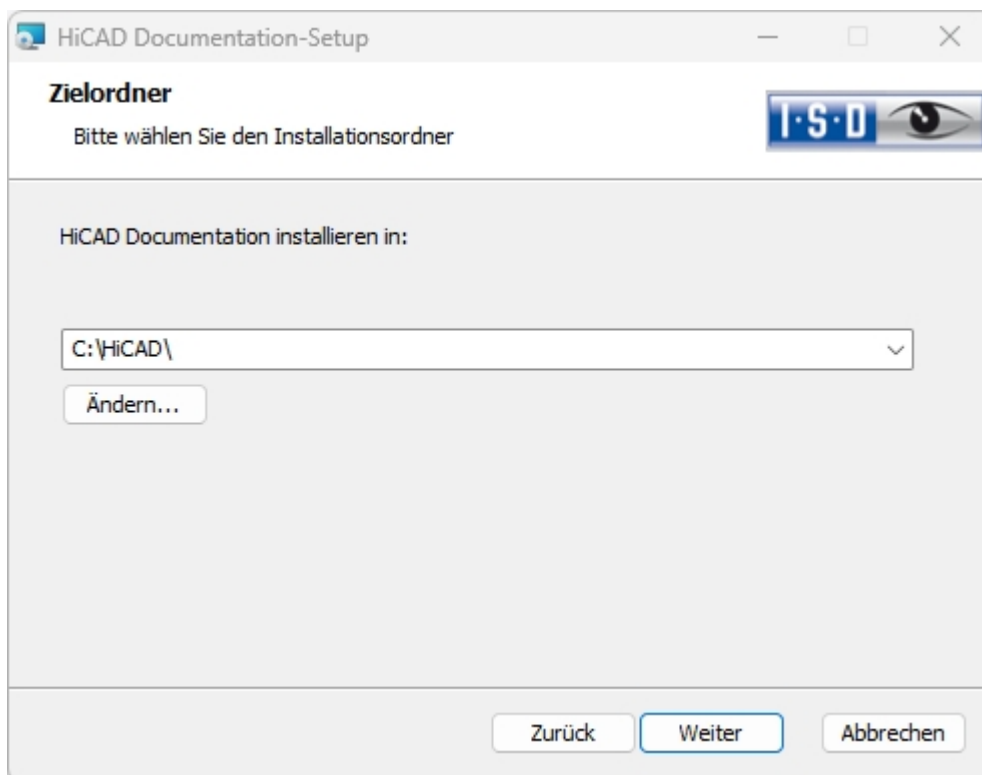 HiCAD Documentation-Setup
Zielordner
Bitte wählen Sie den Installationsordner
I·S·D
HiCAD Documentation installieren in:
C:\HiCAD\
Ändern...
Zurück
Weiter
Abbrechen